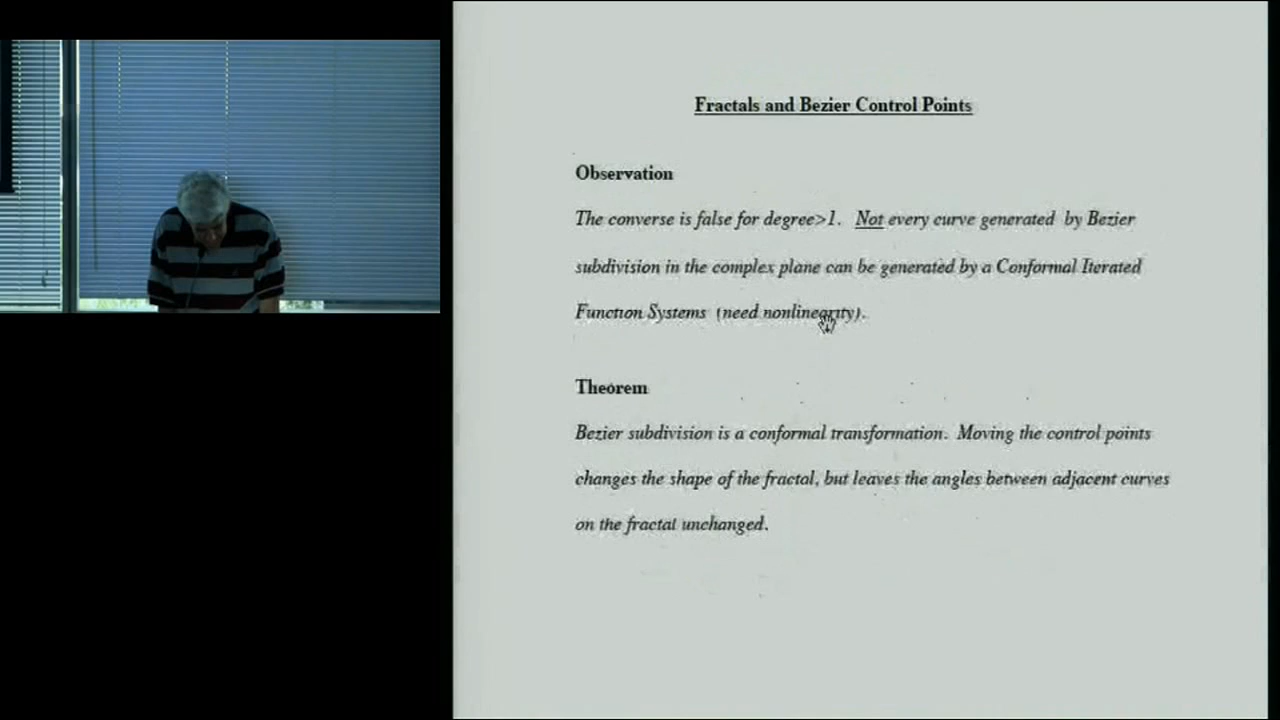 Fractals and Bezier Control Points
Observation
The converse is false for degree>1. Not every curve generated by Bezier
subdivision in the complex plane can be generated by a Conformal Iterated
Function Systems (need nonlinearity).
Theorem
Bezier subdivision is a conformal transformation. Moving the control points
changes the shape of the fractal, but leaves the angles between adjacent curves
on the fractal unchanged.